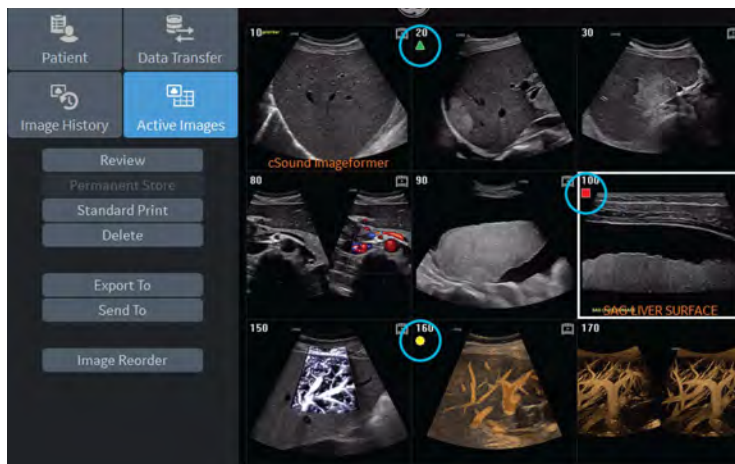 Patient
Data Transfer
Image History
Active Images
Review
Permanent Store
Standard Print
Delete
Export To
Send To
Image Reorder
10
20
30
cSound Imageformer
80
90
100
SAG LIVER SURFACE
150
160
170